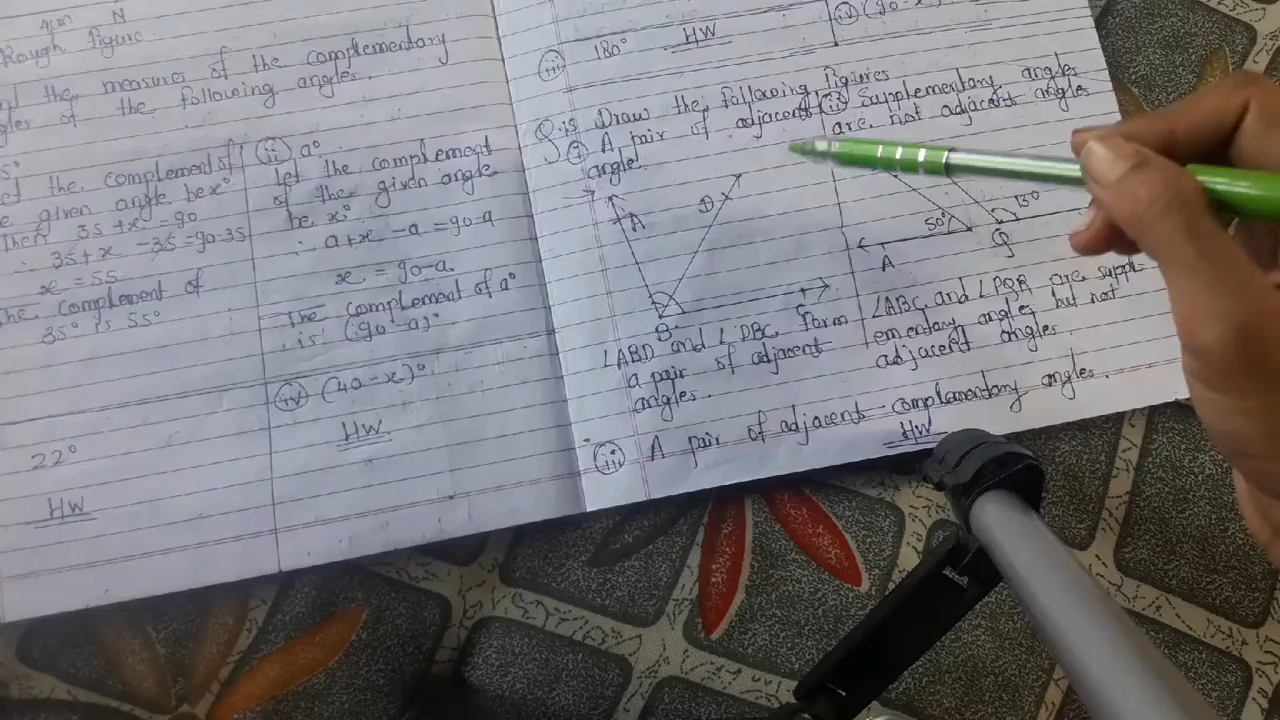 4cm N
Rough figure
the measures of the complementary
of the following angles.
the complement of
given angle be x°
Then 35+x°=90
∴ 35+x -35=90-35
x =55
The complement of
35° is 55°
22°
HW
ii a°
let the complement
of the given angle
be x°
∴ a+x -a =90-a
x =90-a
The complement of a°
is (90-a)°
iv (40-x)°
HW
iii 180° HW
iv (90-x)
Q.15 Draw the following figures
i A pair of adjacent
angle.
A
D
B
C
∠ABD and ∠DBC form
a pair of adjacent
angles.
ii Supplementary angles
are not adjacent angles
50°
130
A
Q
∠ABC and ∠PQR are suppl-
ementary angles but not
adjacent angles.
iii A pair of adjacent complementary angles.
HW